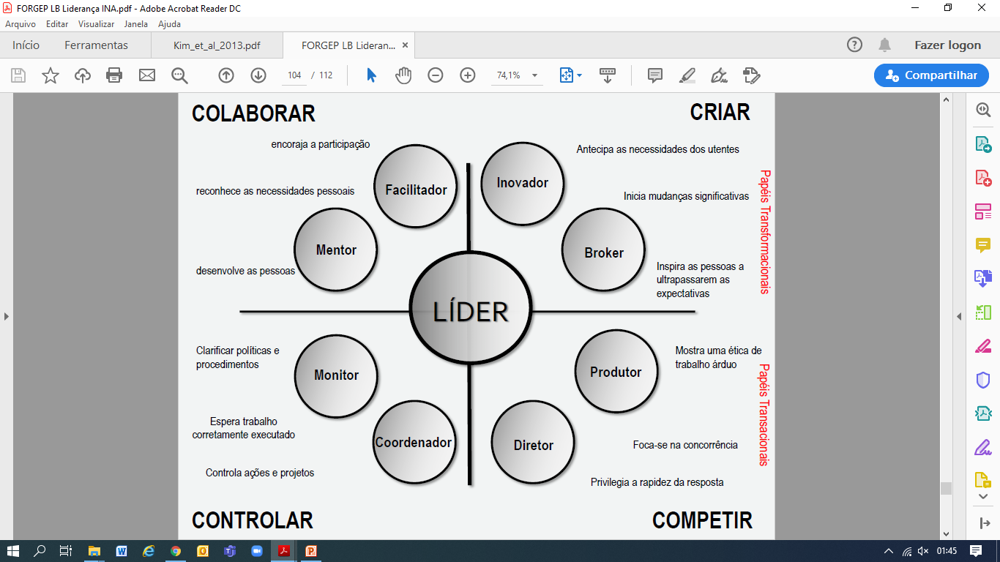 FORGEP LB Liderança INA.pdf - Adobe Acrobat Reader DC
Arquivo Editar Visualizar Janela Ajuda
Início Ferramentas Kim_et_al_2013.pdf FORGEP LB Lideran... × Fazer logon
104 / 112 74,1% Compartilhar
COLABORAR
CRIAR
encoraja a participação
Antecipa as necessidades dos utentes
Facilitador
Inovador
reconhece as necessidades pessoais
Inicia mudanças significativas
Papéis Transformacionais
Mentor
Broker
desenvolve as pessoas
Inspira as pessoas a
ultrapassarem as
expectativas
LÍDER
Clarificar políticas e
procedimentos
Monitor
Produtor
Mostra uma ética de
trabalho árduo
Papéis Transacionais
Espera trabalho
corretamente executado
Coordenador
Diretor
Foca-se na concorrência
Controla ações e projetos
Privilegia a rapidez da resposta
CONTROLAR
COMPETIR
01:45